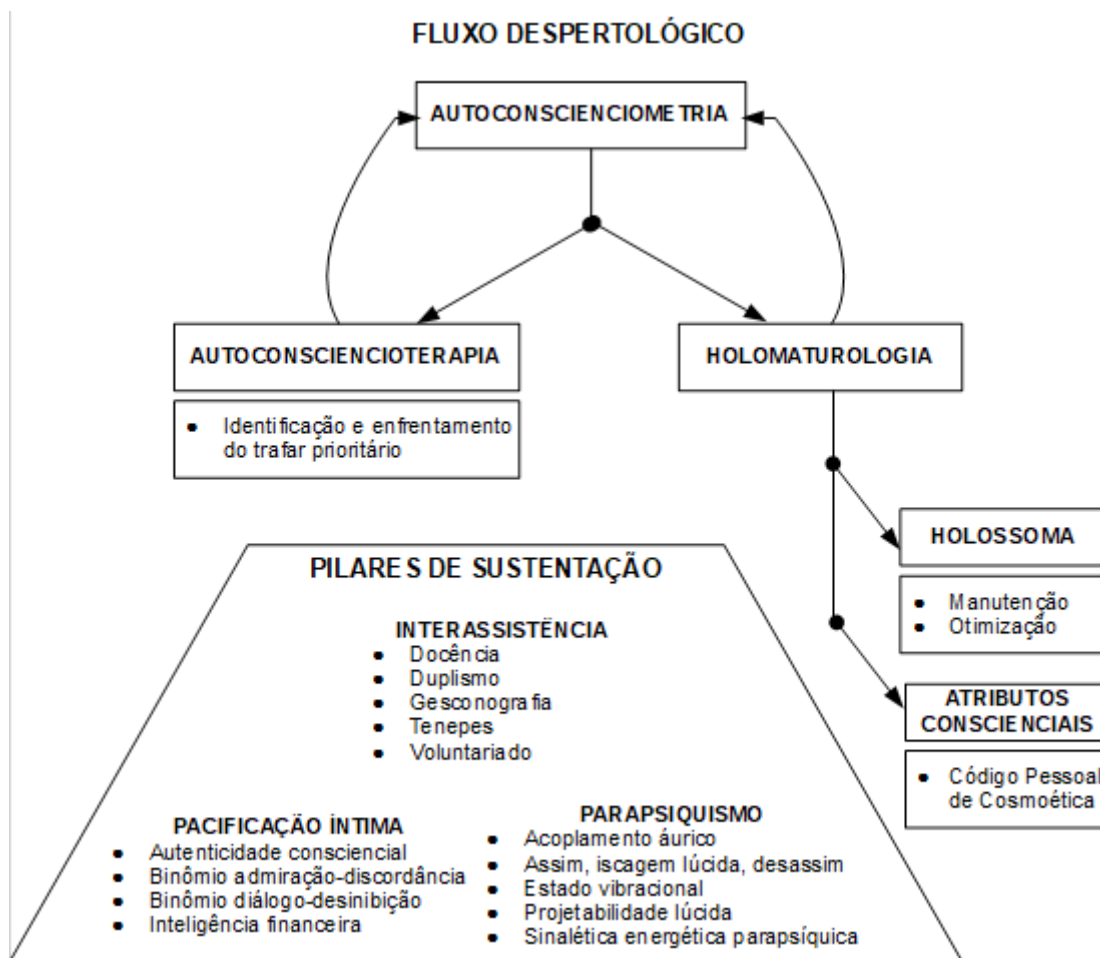 FLUXO DESPERTOLÓGICO
AUTOCONSCIENCIOMETRIA
AUTOCONSCIENCIOTERAPIA
• Identificação e enfrentamento
do trafar prioritário
HOLOMATUROLOGIA
HOLOSSOMA
• Manutenção
• Otimização
ATRIBUTOS
CONSCIENCIAIS
• Código Pessoal
de Cosmoética
PILARES DE SUSTENTAÇÃO
INTERASSISTÊNCIA
• Docência
• Duplismo
• Gesconografia
• Tenepes
• Voluntariado
PACIFICAÇÃO ÍNTIMA
• Autenticidade consciencial
• Binômio admiração-discordância
• Binômio diálogo-desinibição
• Inteligência financeira
PARAPSIQUISMO
• Acoplamento áurico
• Assim, iscagem lúcida, desassim
• Estado vibracional
• Projetabilidade lúcida
• Sinalética energética parapsíquica